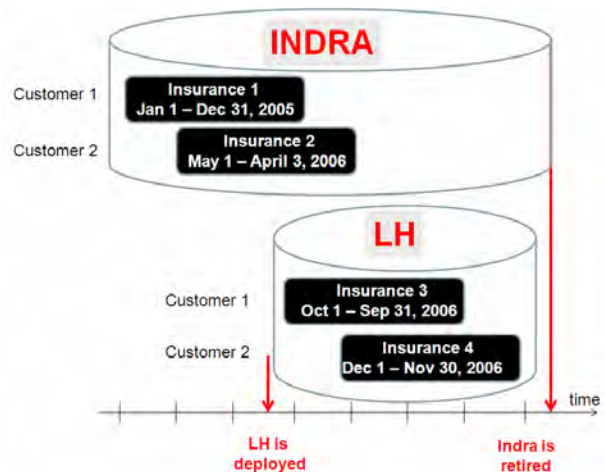 INDRA
Customer 1
Insurance 1
Jan 1 – Dec 31, 2005
Customer 2
Insurance 2
May 1 – April 3, 2006
LH
Customer 1
Insurance 3
Oct 1 – Sep 31, 2006
Customer 2
Insurance 4
Dec 1 – Nov 30, 2006
time
LH is
deployed
Indra is
retired